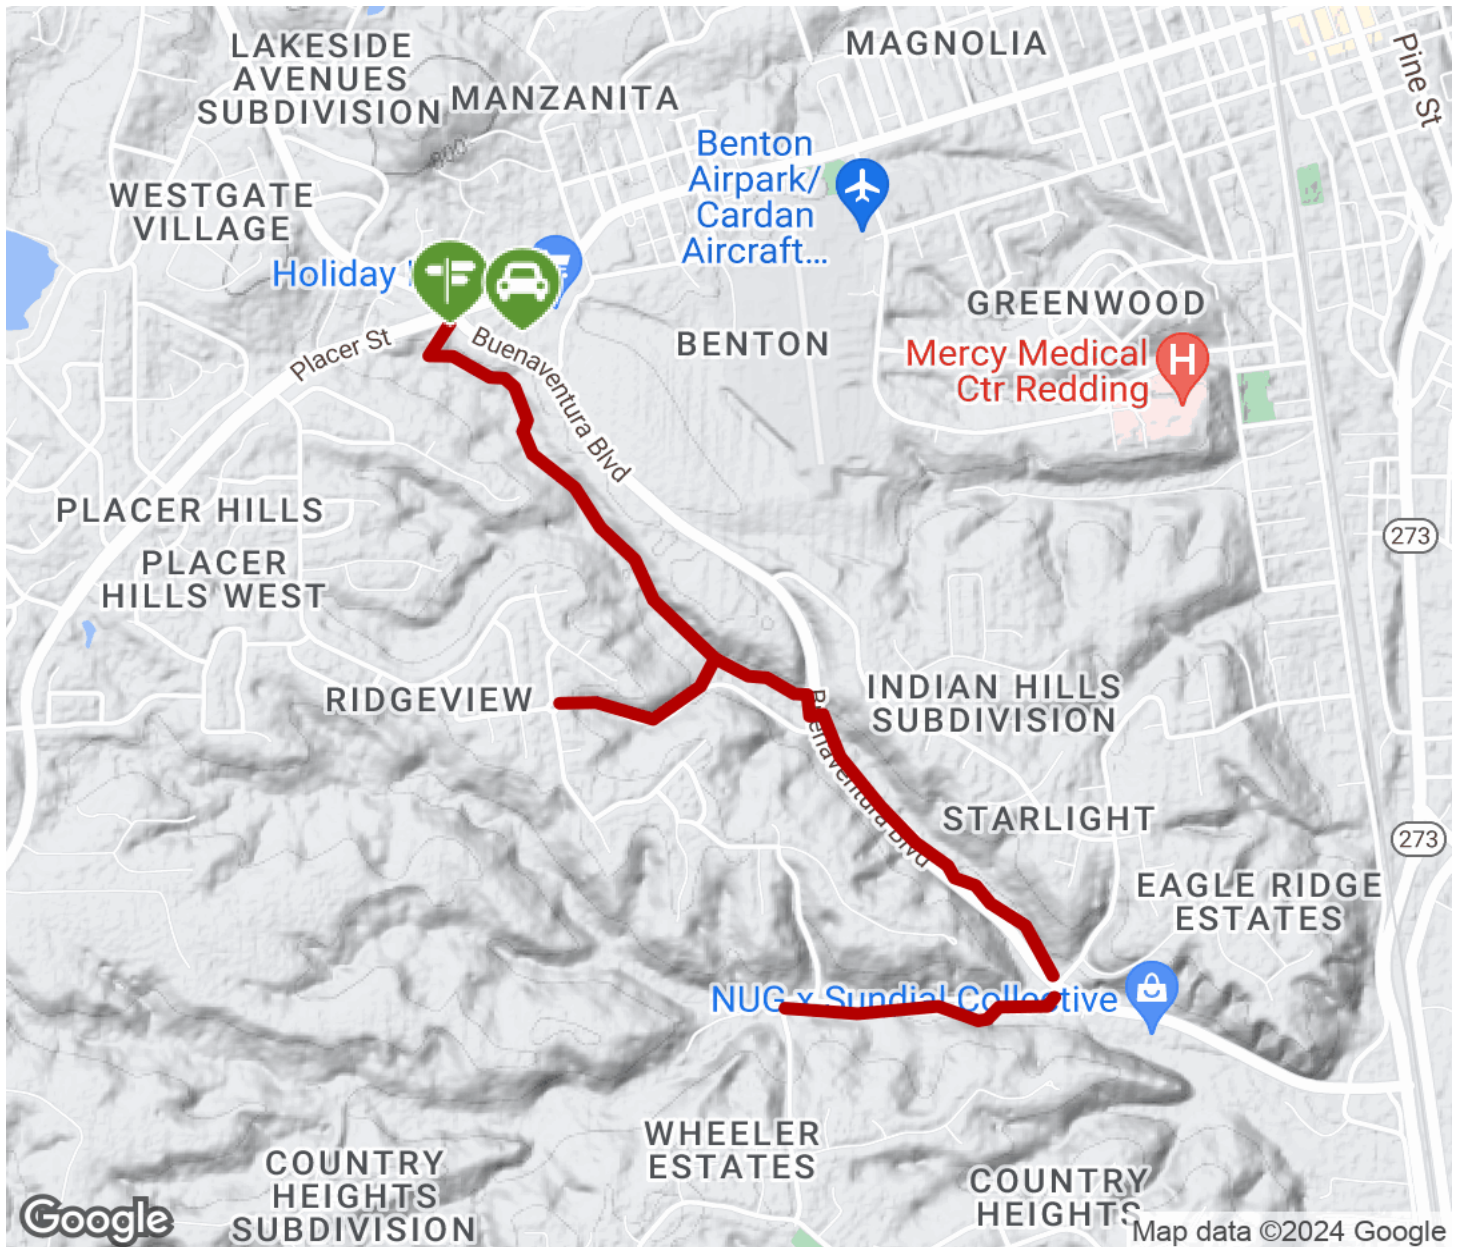 LAKESIDE
AVENUES
SUBDIVISION
MAGNOLIA
Pine St
MANZANITA
800
Benton
Airpark/
Cardan
Aircraft...
WESTGATE
VILLAGE
Holiday
GREENWOOD
Placer St
Buenaventura Blvd
BENTON
Mercy Medical
Ctr Redding
H
PLACER HILLS
273
PLACER
HILLS WEST
RIDGEVIEW
INDIAN HILLS
SUBDIVISION
Buenaventura Blvd
STARLIGHT
273
EAGLE RIDGE
ESTATES
NUG x Sundial Collective
WHEELER
ESTATES
COUNTRY
HEIGHTS
SUBDIVISION
COUNTRY
HEIGHTS
Google
Map data ©2024 Google